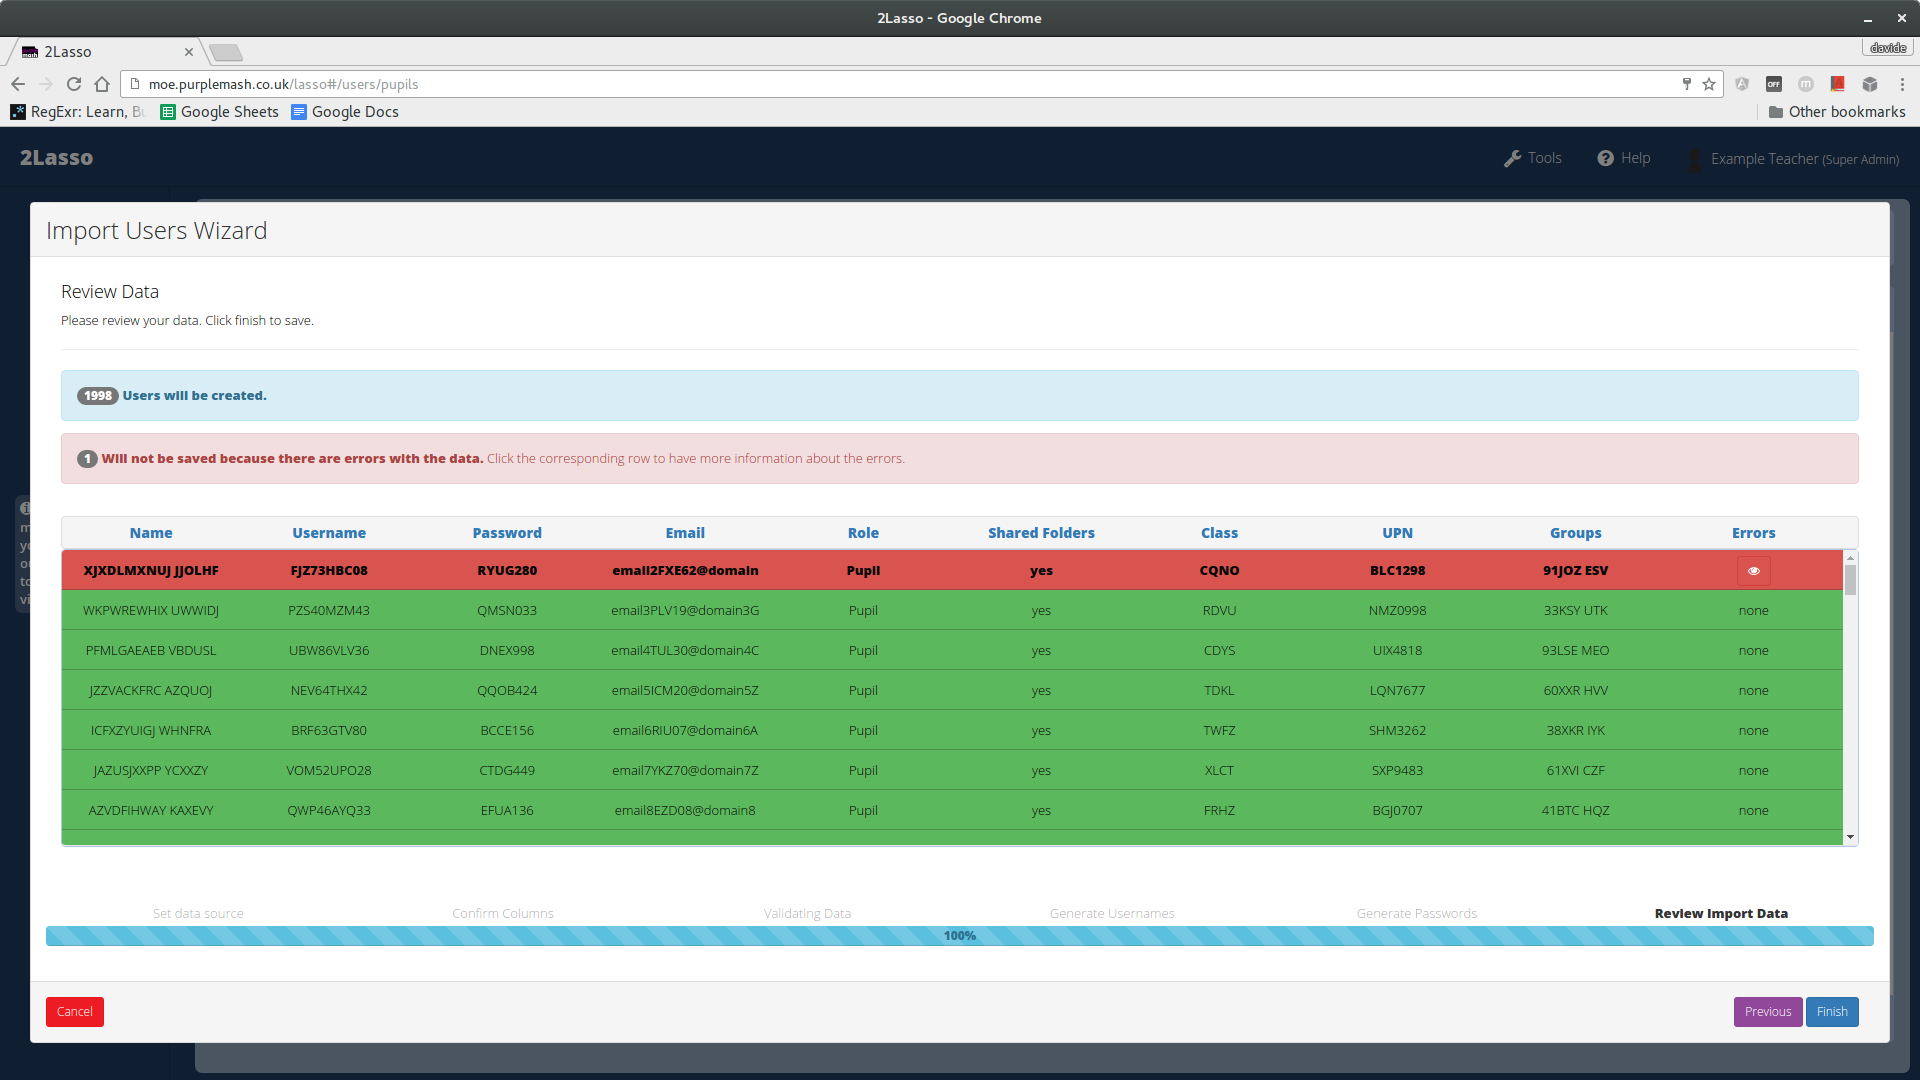 2Lasso - Google Chrome
2Lasso
davide
moe.purplemash.co.uk/lasso#/users/pupils
OFF
RegExr: Learn, Bu
Google Sheets
Google Docs
Other bookmarks
2Lasso
Tools
Help
Example Teacher (Super Admin)
Import Users Wizard
Review Data
Please review your data. Click finish to save.
1998 Users will be created.
1 Will not be saved because there are errors with the data. Click the corresponding row to have more information about the errors.
Name Username Password Email Role Shared Folders Class UPN Groups Errors
XJXDLMXNUJ JJOLHF FJZ73HBC08 RYUG280 email2FXE62@domain Pupil yes CQNO BLC1298 91JOZ ESV
WKPWREWHIX UWWIDJ PZS40MZM43 QMSN033 email3PLV19@domain3G Pupil yes RDVU NMZ0998 33KSY UTK none
PFMLGAEAEB VBDUSL UBW86VLV36 DNEX998 email4TUL30@domain4C Pupil yes CDYS UIX4818 93LSE MEO none
JZZVACKFRC AZQUOJ NEV64THX42 QQOB424 email5ICM20@domain5Z Pupil yes TDKL LQN7677 60XXR HVV none
ICFXZYUIGJ WHNFRA BRF63GTV80 BCCE156 email6RIU07@domain6A Pupil yes TWFZ SHM3262 38XKR IYK none
JAZUSJXXPP YCXXZY VOM52UPO28 CTDG449 email7YKZ70@domain7Z Pupil yes XLCT SXP9483 61XVI CZF none
AZVDFIHWAY KAXEVY QWP46AYQ33 EFUA136 email8EZD08@domain8 Pupil yes FRHZ BGJ0707 41BTC HQZ none
Set data source
Confirm Columns
Validating Data
Generate Usernames
Generate Passwords
Review Import Data
100%
Cancel
Previous
Finish